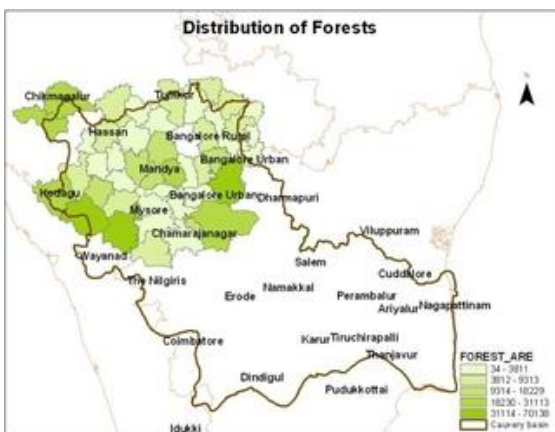 Distribution of Forests
Chikmagalur
Tumkur
Hassan
Bangalore Rural
Mandya
Bangalore Urban
Kodagu
Bangalore Urban
Dharmapuri
Mysore
Chamarajanagar
Viluppuram
Wayanad
Salem
Cuddalore
The Nilgiris
Namakkal
Erode
Perambalur
Nagapattinam
Ariyalur
Coimbatore
Karur
Tiruchirapalli
Thanjavur
Dindigul
Pudukkottai
Idukki
FOREST_ARE
34 - 3811
3812 - 9313
9314 - 18229
18230 - 31113
31114 - 70138
Cauvery basin